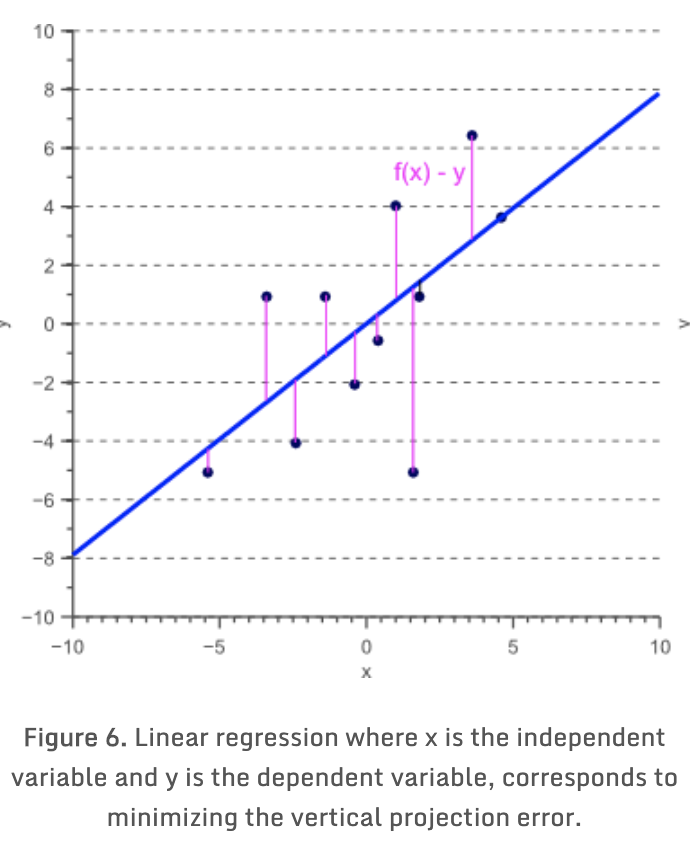 10
8
6
f(x) - y
4
2
y
0
y
−2
−4
−6
−8
−10
−10 −5 0 5 10
x
Figure 6. Linear regression where x is the independent
variable and y is the dependent variable, corresponds to
minimizing the vertical projection error.